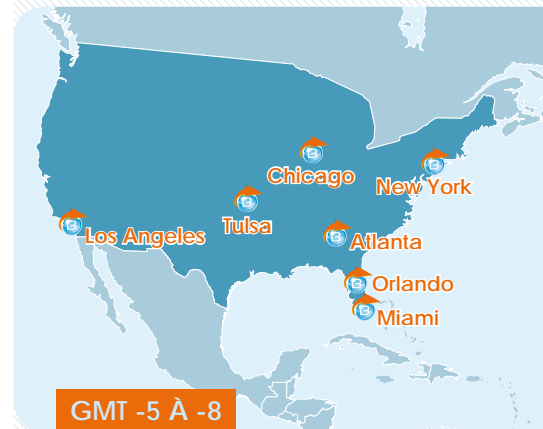 Chicago
New York
Tulsa
Los Angeles
Atlanta
Orlando
Miami
GMT -5 À -8